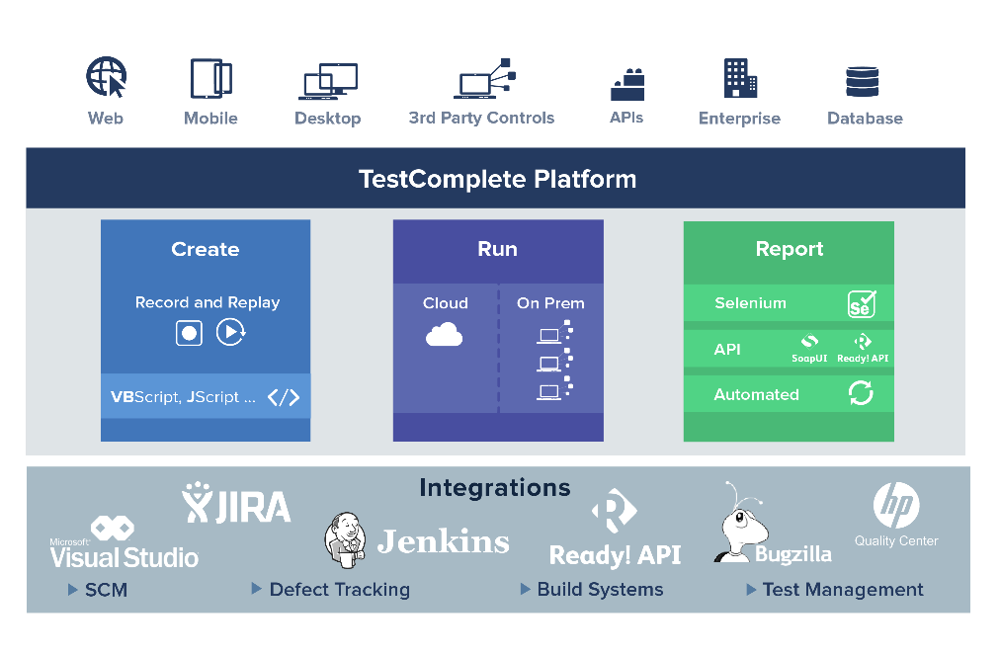 Web
Mobile
Desktop
3rd Party Controls
APIs
Enterprise
Database
TestComplete Platform
Create
Record and Replay
VBScript, JScript ... </>
Run
Cloud
On Prem
Report
Selenium
Se
API
SoapUI
Ready! API
Automated
Integrations
JIRA
Microsoft®
Visual Studio
Jenkins
Ready! API
Bugzilla
hp
Quality Center
SCM
Defect Tracking
Build Systems
Test Management